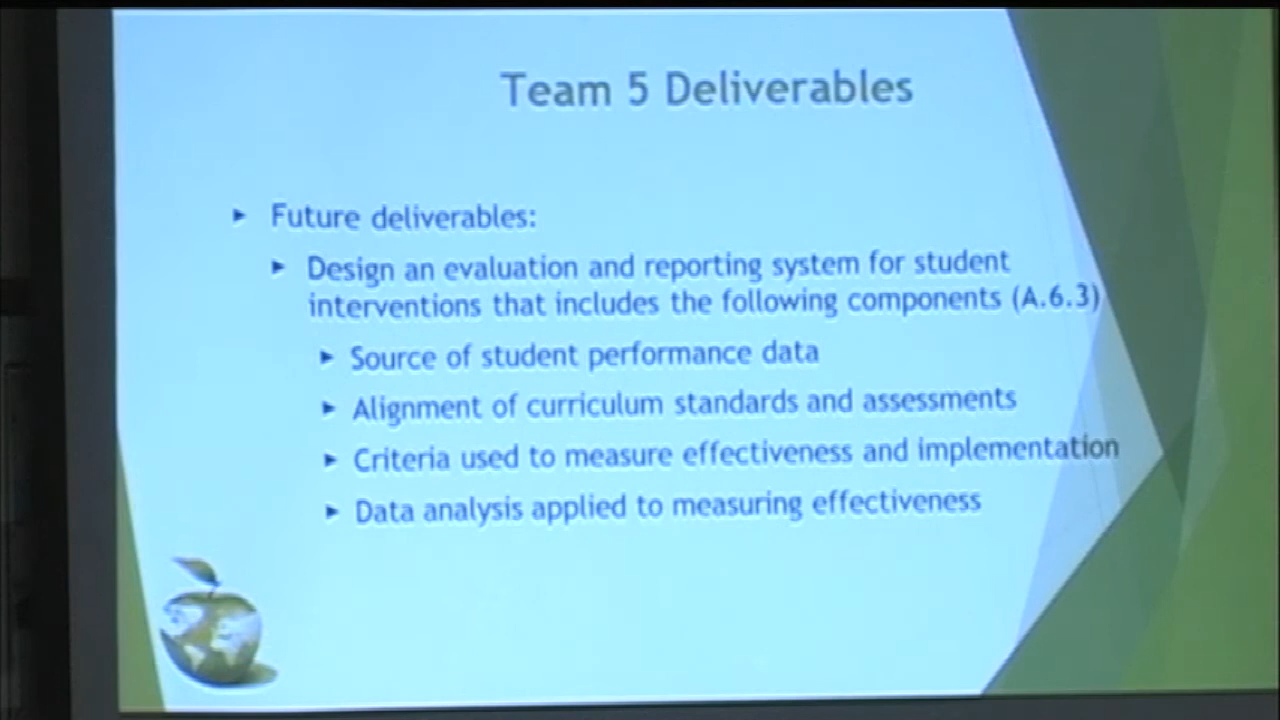 Team 5 Deliverables
Future deliverables:
Design an evaluation and reporting system for student
interventions that includes the following components (A.6.3)
Source of student performance data
Alignment of curriculum standards and assessments
Criteria used to measure effectiveness and implementation
Data analysis applied to measuring effectiveness